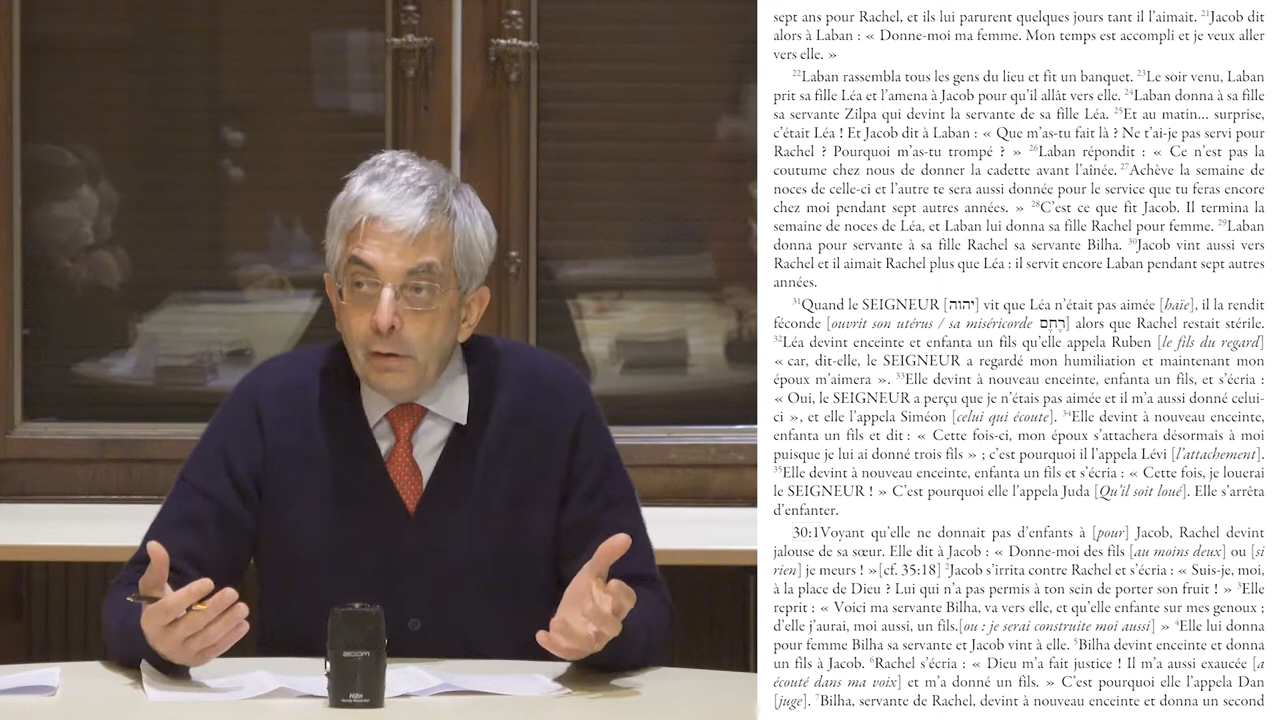 ZOOM
H2n
Handy Recorder
sept ans pour Rachel, et ils lui parurent quelques jours tant il l'aimait. 21Jacob dit
alors à Laban : « Donne-moi ma femme. Mon temps est accompli et je veux aller
vers elle. »
22Laban rassembla tous les gens du lieu et fit un banquet. 23Le soir venu, Laban
prit sa fille Léa et l'amena à Jacob pour qu'il allât vers elle. 24Laban donna à sa fille
sa servante Zilpa qui devint la servante de sa fille Léa. 25Et au matin... surprise,
c'était Léa ! Et Jacob dit à Laban : « Que m'as-tu fait là ? Ne t'ai-je pas servi pour
Rachel ? Pourquoi m'as-tu trompé ? » 26Laban répondit : « Ce n'est pas la
coutume chez nous de donner la cadette avant l'aînée. 27Achève la semaine de
noces de celle-ci et l'autre te sera aussi donnée pour le service que tu feras encore
chez moi pendant sept autres années. » 28C'est ce que fit Jacob. Il termina la
semaine de noces de Léa, et Laban lui donna sa fille Rachel pour femme. 29Laban
donna pour servante à sa fille Rachel sa servante Bilha. 30Jacob vint aussi vers
Rachel et il aimait Rachel plus que Léa : il servit encore Laban pendant sept autres
années.
31Quand le SEIGNEUR [יהוה] vit que Léa n'était pas aimée [haïe], il la rendit
féconde [ouvrit son utérus / sa miséricorde רֶחֶם] alors que Rachel restait stérile.
32Léa devint enceinte et enfanta un fils qu'elle appela Ruben [le fils du regard]
« car, dit-elle, le SEIGNEUR a regardé mon humiliation et maintenant mon
époux m'aimera ». 33Elle devint à nouveau enceinte, enfanta un fils, et s'écria :
« Oui, le SEIGNEUR a perçu que je n'étais pas aimée et il m'a aussi donné celui-
ci », et elle l'appela Siméon [celui qui écoute]. 34Elle devint à nouveau enceinte,
enfanta un fils et dit : « Cette fois-ci, mon époux s'attachera désormais à moi
puisque je lui ai donné trois fils » ; c'est pourquoi il l'appela Lévi [l'attachement].
35Elle devint à nouveau enceinte, enfanta un fils et s'écria : « Cette fois, je louerai
le SEIGNEUR ! » C'est pourquoi elle l'appela Juda [Qu'il soit loué]. Elle s'arrêta
d'enfanter.
30:1Voyant qu'elle ne donnait pas d'enfants à [pour] Jacob, Rachel devint
jalouse de sa sœur. Elle dit à Jacob : « Donne-moi des fils [au moins deux] ou [si
rien] je meurs ! »[cf. 35:18] 2Jacob s'irrita contre Rachel et s'écria : « Suis-je, moi,
à la place de Dieu ? Lui qui n'a pas permis à ton sein de porter son fruit ! » 3Elle
reprit : « Voici ma servante Bilha, va vers elle, et qu'elle enfante sur mes genoux ;
d'elle j'aurai, moi aussi, un fils.[ou : je serai construite moi aussi] » 4Elle lui donna
pour femme Bilha sa servante et Jacob vint à elle. 5Bilha devint enceinte et donna
un fils à Jacob. 6Rachel s'écria : « Dieu m'a fait justice ! Il m'a aussi exaucée [a
écouté dans ma voix] et m'a donné un fils. » C'est pourquoi elle l'appela Dan
[juge]. 7Bilha, servante de Rachel, devint à nouveau enceinte et donna un second